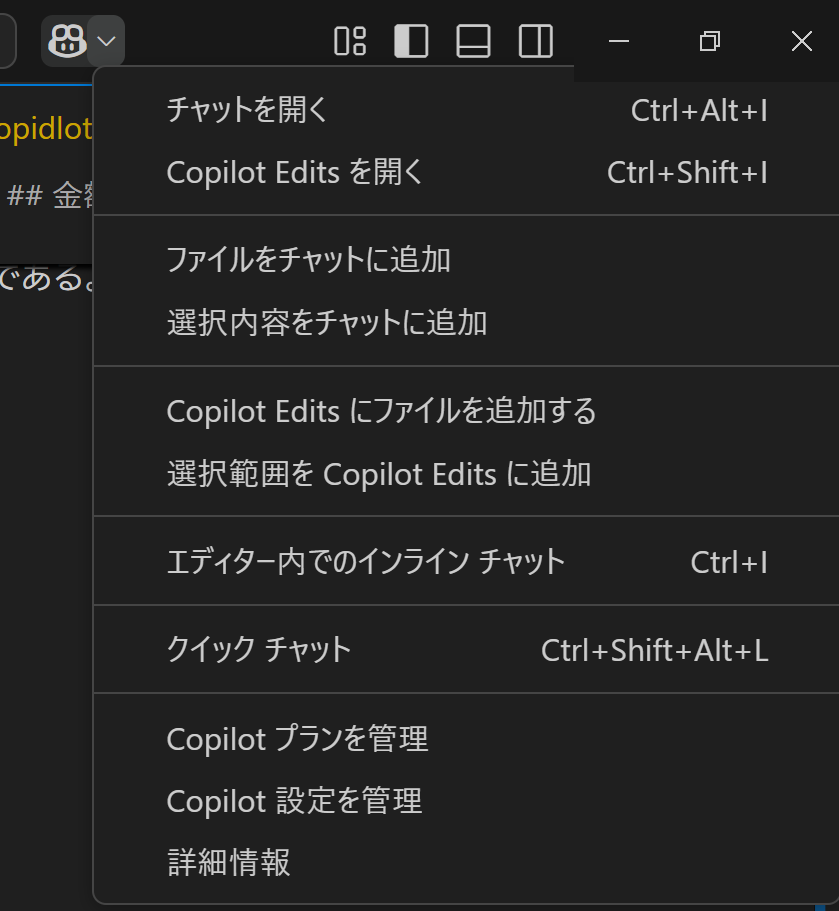 opidlot
## 金
である。
チャットを開く Ctrl+Alt+I
Copilot Edits を開く Ctrl+Shift+I
ファイルをチャットに追加
選択内容をチャットに追加
Copilot Edits にファイルを追加する
選択範囲を Copilot Edits に追加
エディター内でのインライン チャット Ctrl+I
クイック チャット Ctrl+Shift+Alt+L
Copilot プランを管理
Copilot 設定を管理
詳細情報